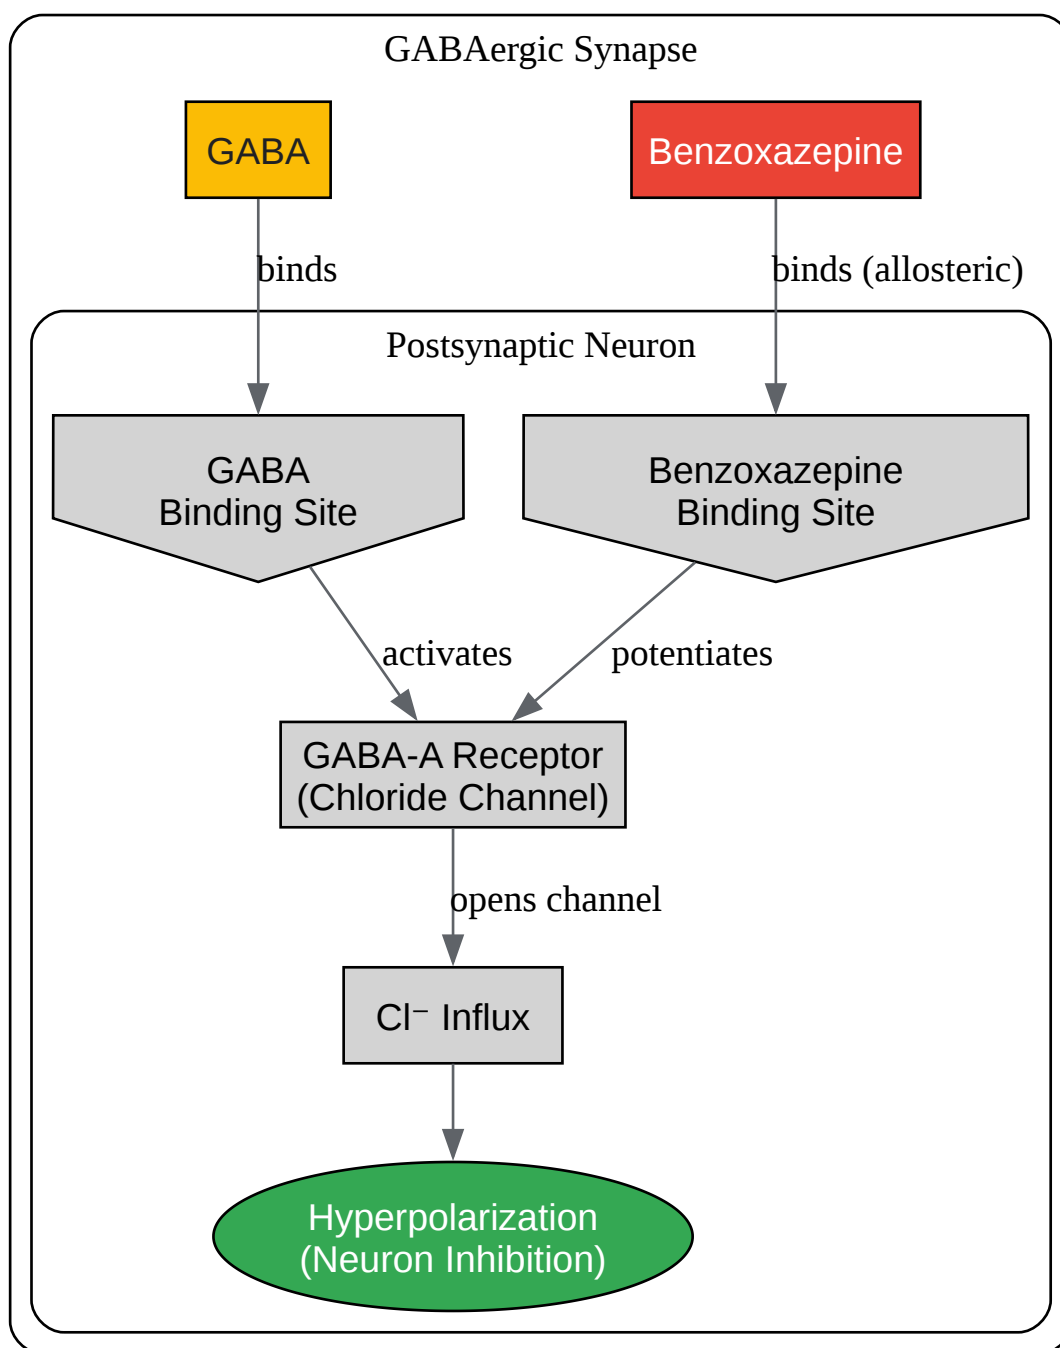 GABAergic Synapse
GABA
Benzoxazepine
binds
binds (allosteric)
Postsynaptic Neuron
GABA
Binding Site
Benzoxazepine
Binding Site
activates
potentiates
GABA-A Receptor
(Chloride Channel)
opens channel
Cl⁻ Influx
Hyperpolarization
(Neuron Inhibition)